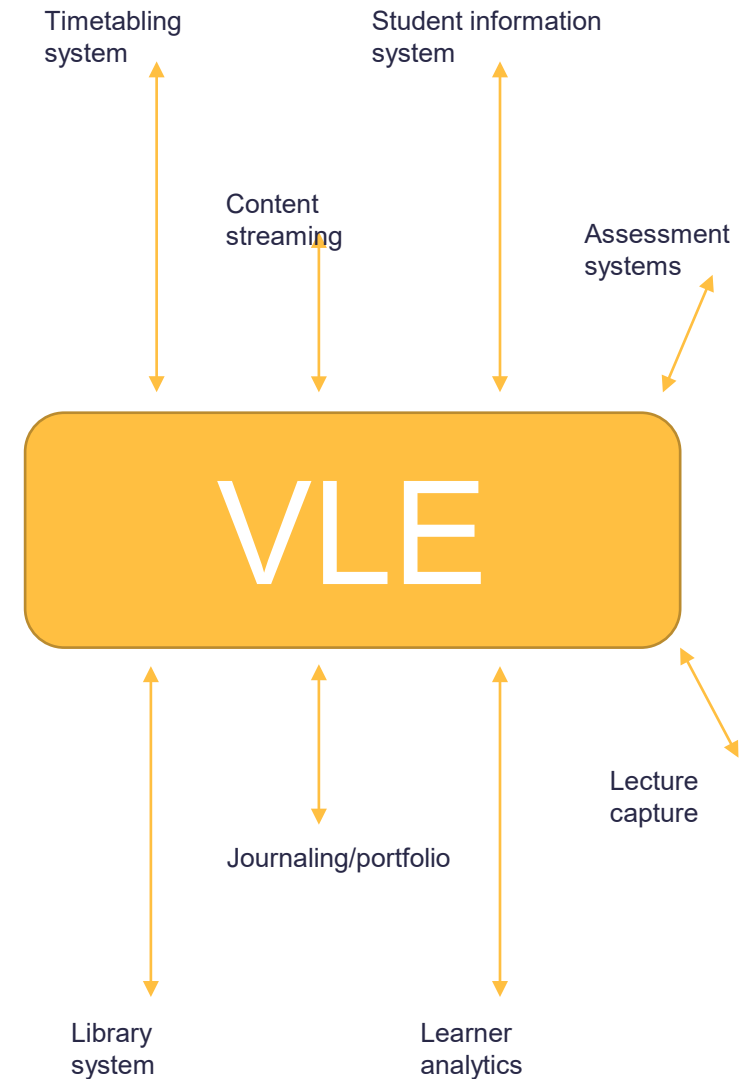 Timetabling
system
Student information
system
Content
streaming
Assessment
systems
VLE
Lecture
capture
Journaling/portfolio
Library
system
Learner
analytics